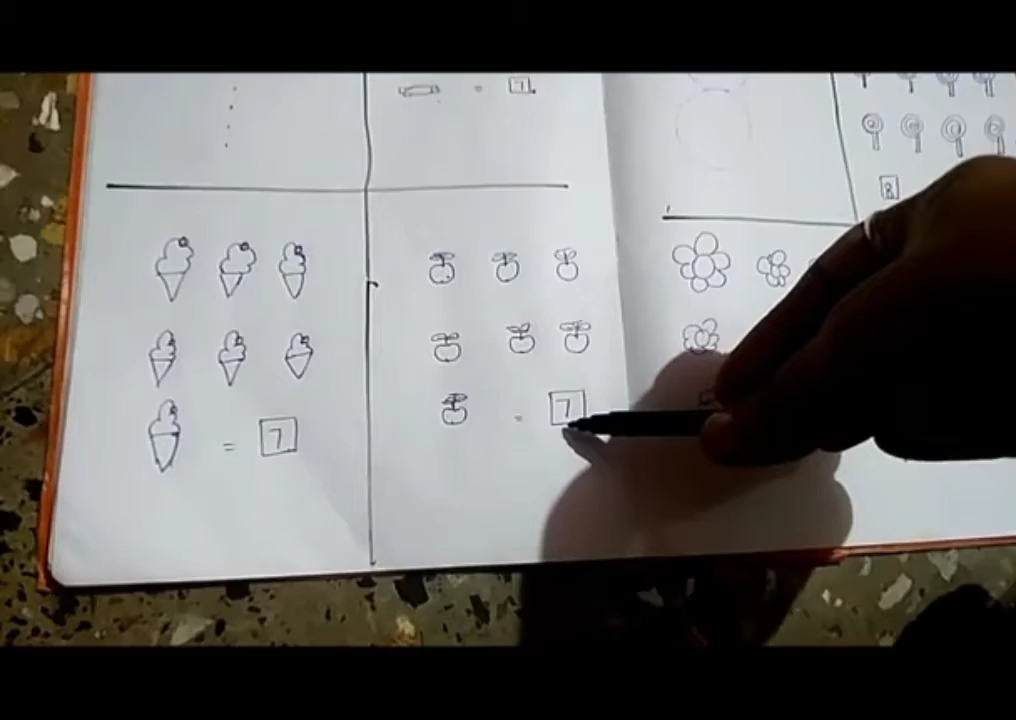 = 7
8
= 7
= 7